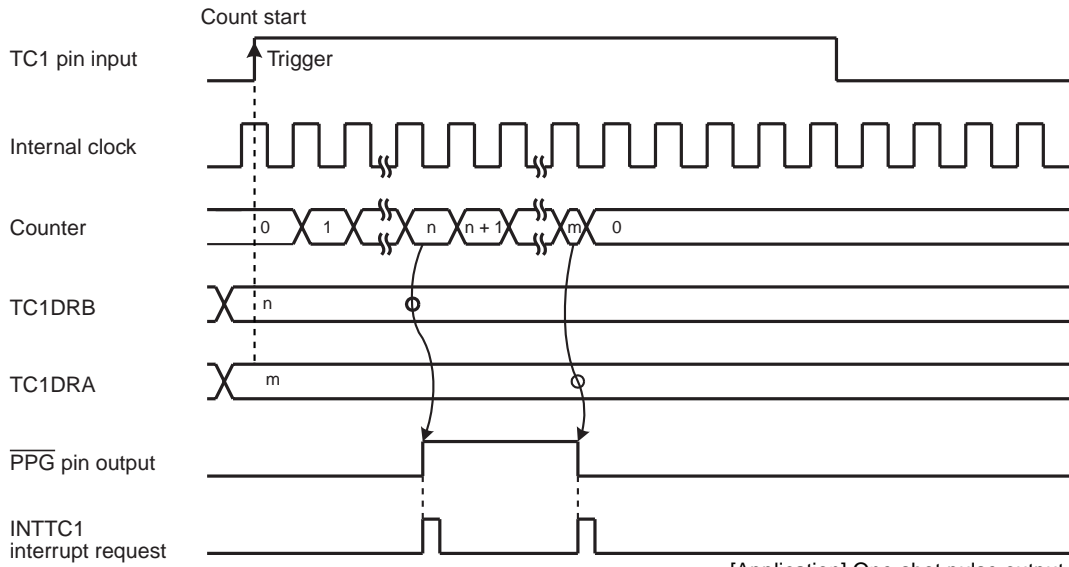 Count start
TC1 pin input
Trigger
Internal clock
Counter
0 1 n n + 1 m 0
TC1DRB
n
TC1DRA
m
PPG pin output
INTTC1
interrupt request
[Application] One-shot pulse output